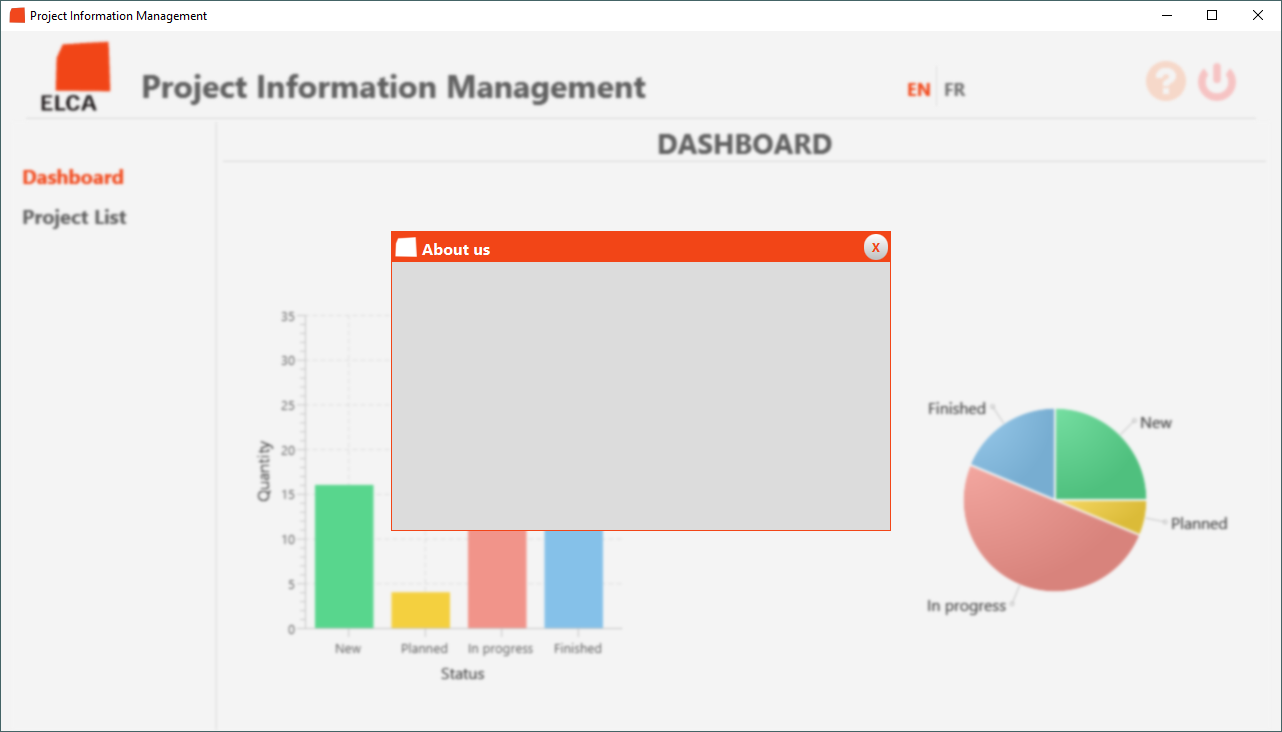 Project Information Management
ELCA
Project Information Management
EN FR
?
DASHBOARD
Dashboard
Project List
About us
X
35
30
25
20
15
10
5
0
Quantity
New Planned In progress Finished
Status
Finished
New
Planned
In progress